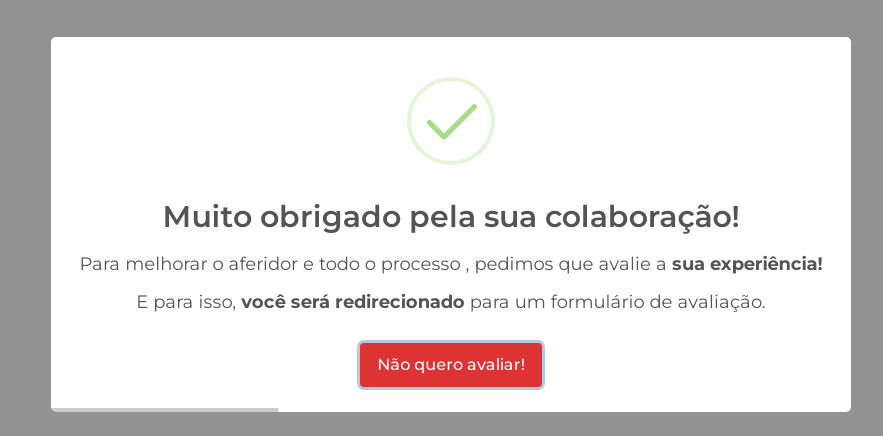 Muito obrigado pela sua colaboração!
Para melhorar o aferidor e todo o processo , pedimos que avalie a sua experiência!
E para isso, você será redirecionado para um formulário de avaliação.
Não quero avaliar!